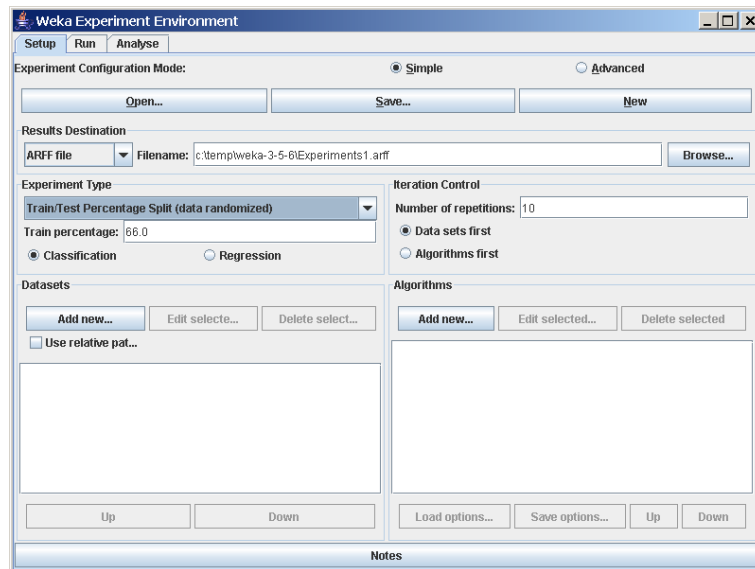 Weka Experiment Environment
Setup Run Analyse
Experiment Configuration Mode: Simple Advanced
Open... Save... New
Results Destination
ARFF file Filename: c:\temp\weka-3-5-6\Experiments1.arff Browse...
Experiment Type
Train/Test Percentage Split (data randomized)
Train percentage: 66.0
Classification Regression
Iteration Control
Number of repetitions: 10
Data sets first
Algorithms first
Datasets
Add new... Edit selecte... Delete select...
Use relative pat...
Up Down
Algorithms
Add new... Edit selected... Delete selected
Load options... Save options... Up Down
Notes